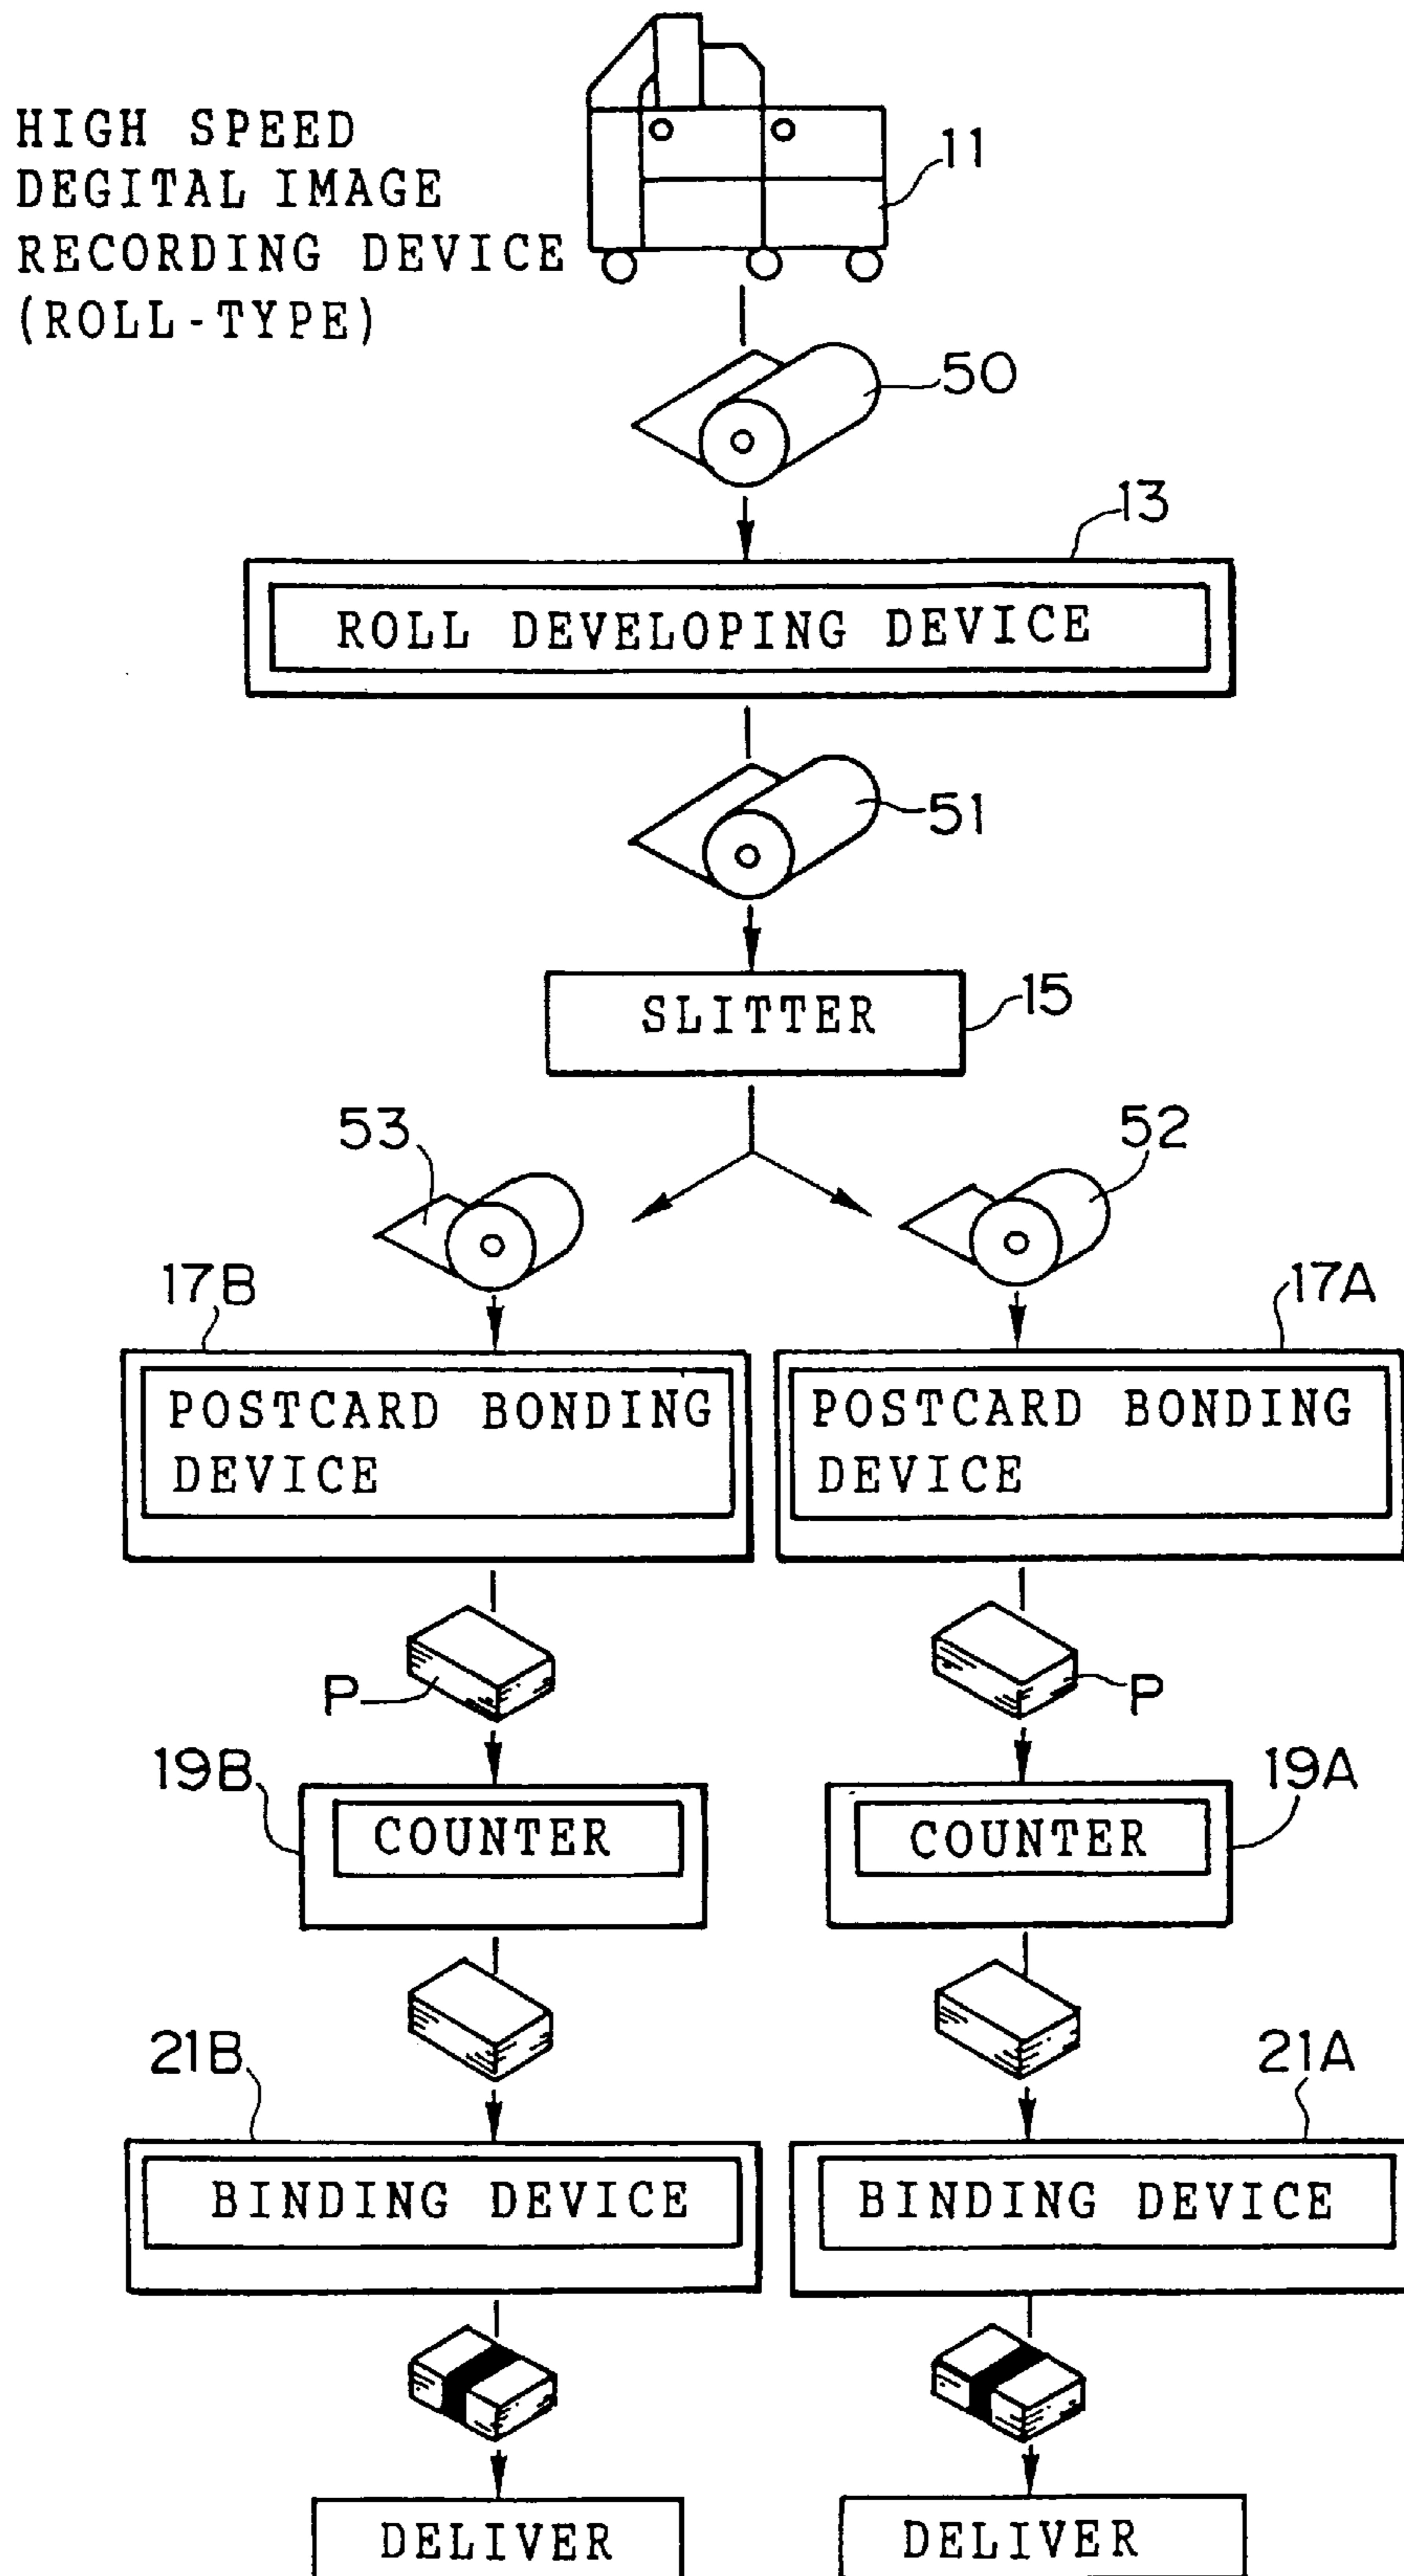 HIGH SPEED
DEGITAL IMAGE
RECORDING DEVICE
(ROLL-TYPE)
11
50
13
ROLL DEVELOPING DEVICE
51
SLITTER
15
53
52
17B
17A
POSTCARD BONDING
DEVICE
POSTCARD BONDING
DEVICE
P
P
19B
19A
COUNTER
COUNTER
21B
21A
BINDING DEVICE
BINDING DEVICE
DELIVER
DELIVER